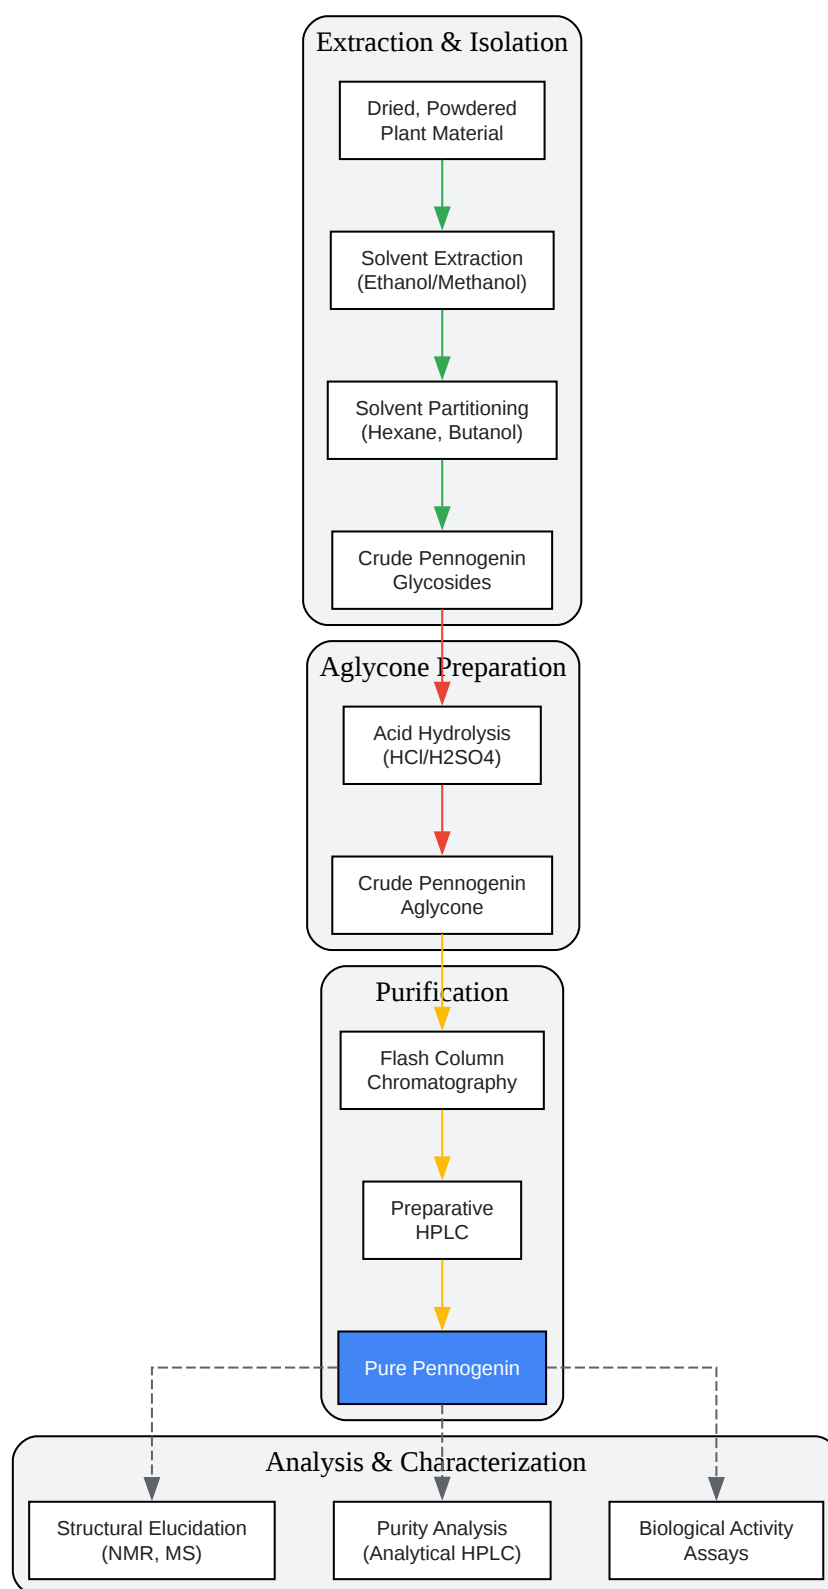 Extraction & Isolation
Dried, Powdered
Plant Material
Solvent Extraction
(Ethanol/Methanol)
Solvent Partitioning
(Hexane, Butanol)
Crude Pennogenin
Glycosides
Aglycone Preparation
Acid Hydrolysis
(HCl/H2SO4)
Crude Pennogenin
Aglycone
Purification
Flash Column
Chromatography
Preparative
HPLC
Pure Pennogenin
Analysis & Characterization
Structural Elucidation
(NMR, MS)
Purity Analysis
(Analytical HPLC)
Biological Activity
Assays